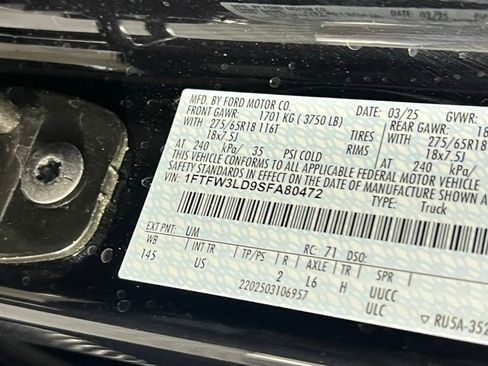 MFD. BY FORD MOTOR CO.
DATE: 03/25 GVWR:
FRONT GAWR: 1701 KG ( 3750 LB) REAR GAWR: 18
WITH WITH
275/65R18 116T TIRES 275/65R18
18x7.5J RIMS 18x7.5J
AT 240 kPa/ 35 PSI COLD AT 240 kPa/
THIS VEHICLE CONFORMS TO ALL APPLICABLE FEDERAL MOTOR VEHICLE
SAFETY STANDARDS IN EFFECT ON THE DATE OF MANUFACTURE SHOWN
VIN: 1FTFW3LD9SFA80472
TYPE: Truck
EXT PNT: UM RC: 71 DSO:
WB INT TR TP/PS R AXLE TR SPR
145 US 2 L6 H UUCC
ULC
2202503106957
▽ RU5A-352